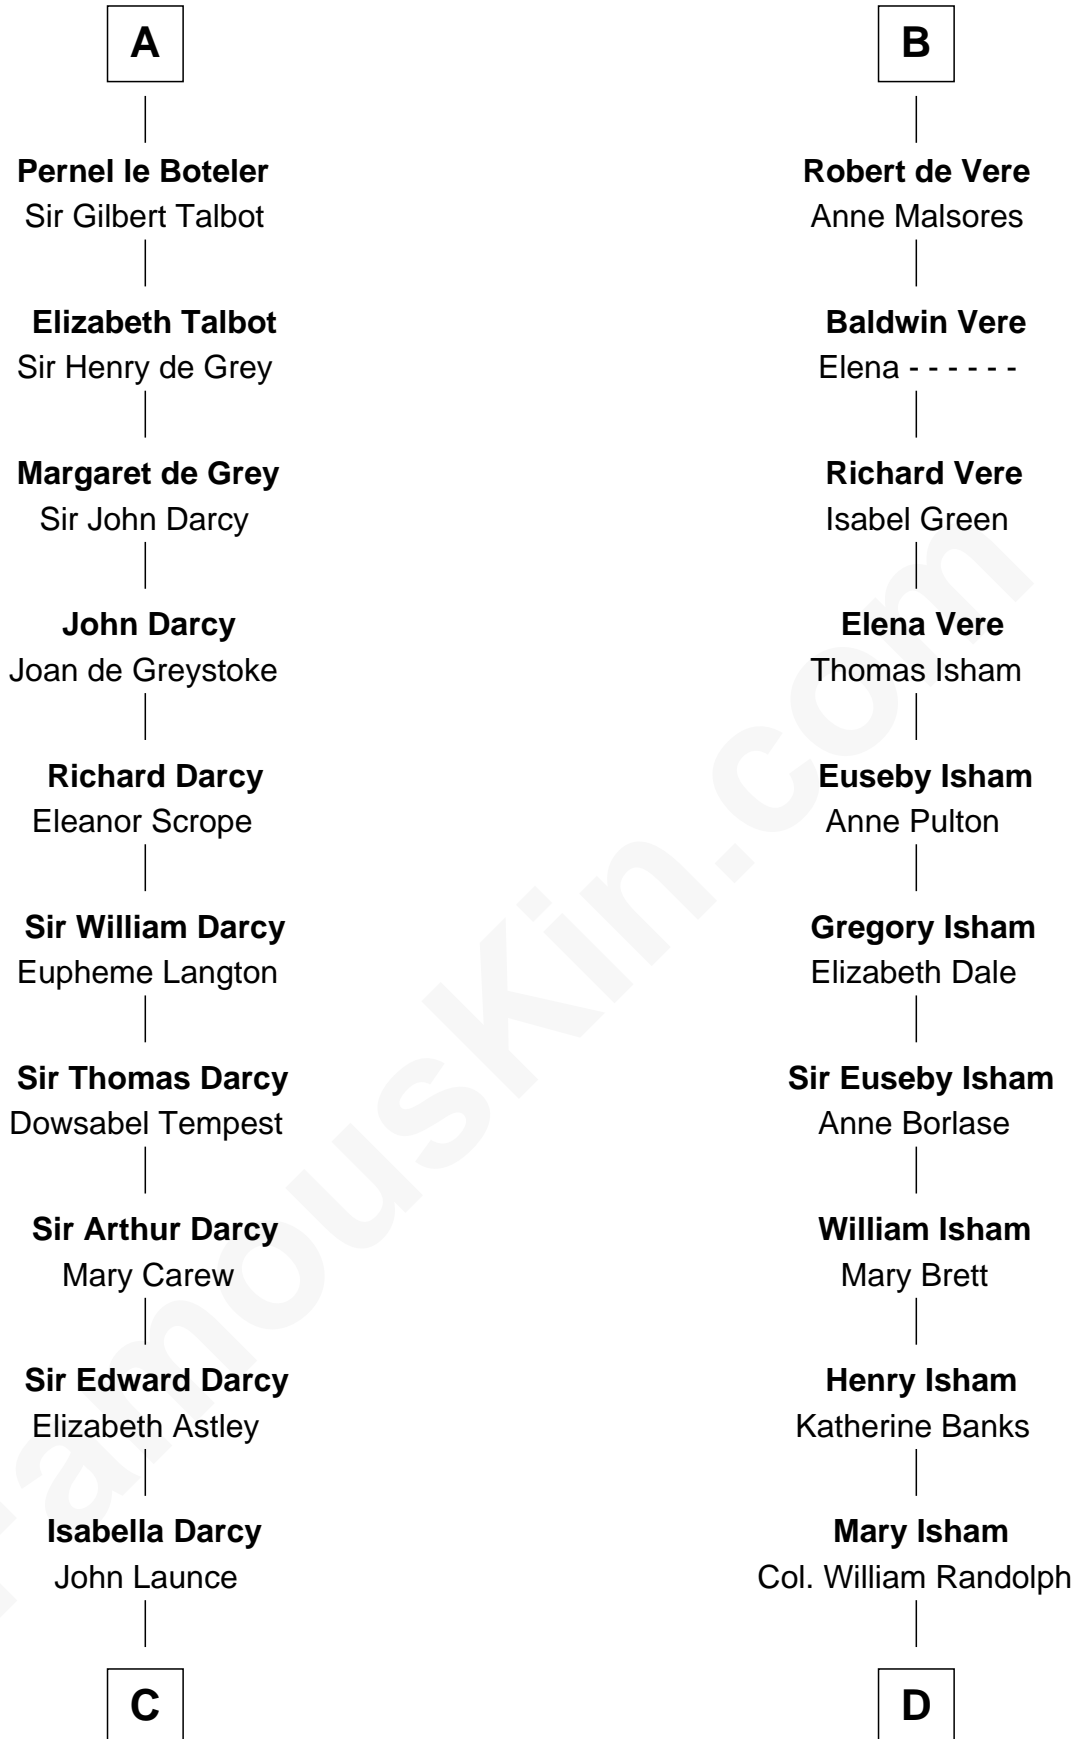 A
Pernel le Boteler
Sir Gilbert Talbot
Elizabeth Talbot
Sir Henry de Grey
Margaret de Grey
Sir John Darcy
John Darcy
Joan de Greystoke
Richard Darcy
Eleanor Scrope
Sir William Darcy
Eupheme Langton
Sir Thomas Darcy
Dowsabel Tempest
Sir Arthur Darcy
Mary Carew
Sir Edward Darcy
Elizabeth Astley
Isabella Darcy
John Launce
C
B
Robert de Vere
Anne Malsores
Baldwin Vere
Elena - - - - - -
Richard Vere
Isabel Green
Elena Vere
Thomas Isham
Euseby Isham
Anne Pulton
Gregory Isham
Elizabeth Dale
Sir Euseby Isham
Anne Borlase
William Isham
Mary Brett
Henry Isham
Katherine Banks
Mary Isham
Col. William Randolph
D
FamousKin.com